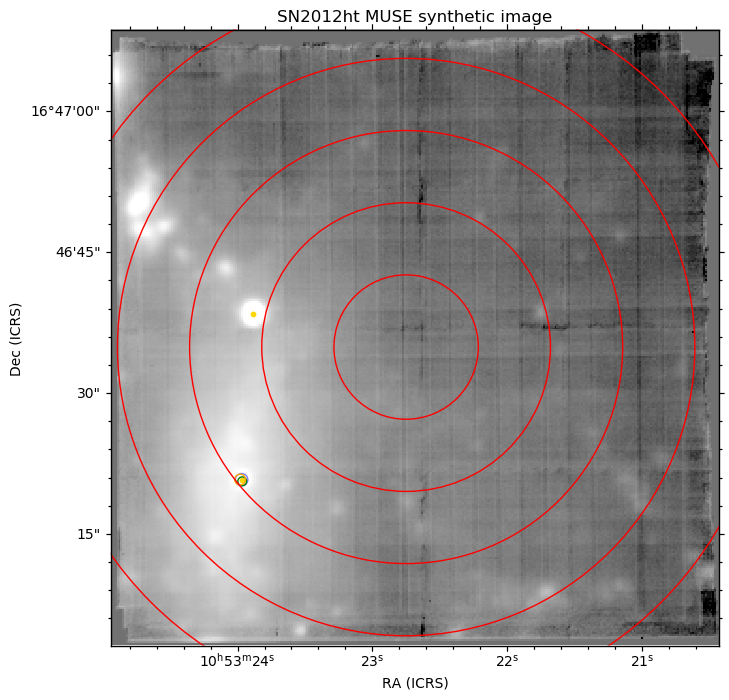 SN2012ht MUSE synthetic image
16°47'00"
46'45"
30"
15"
Dec (ICRS)
10ʰ53ᵐ24ˢ
23ˢ
22ˢ
21ˢ
RA (ICRS)